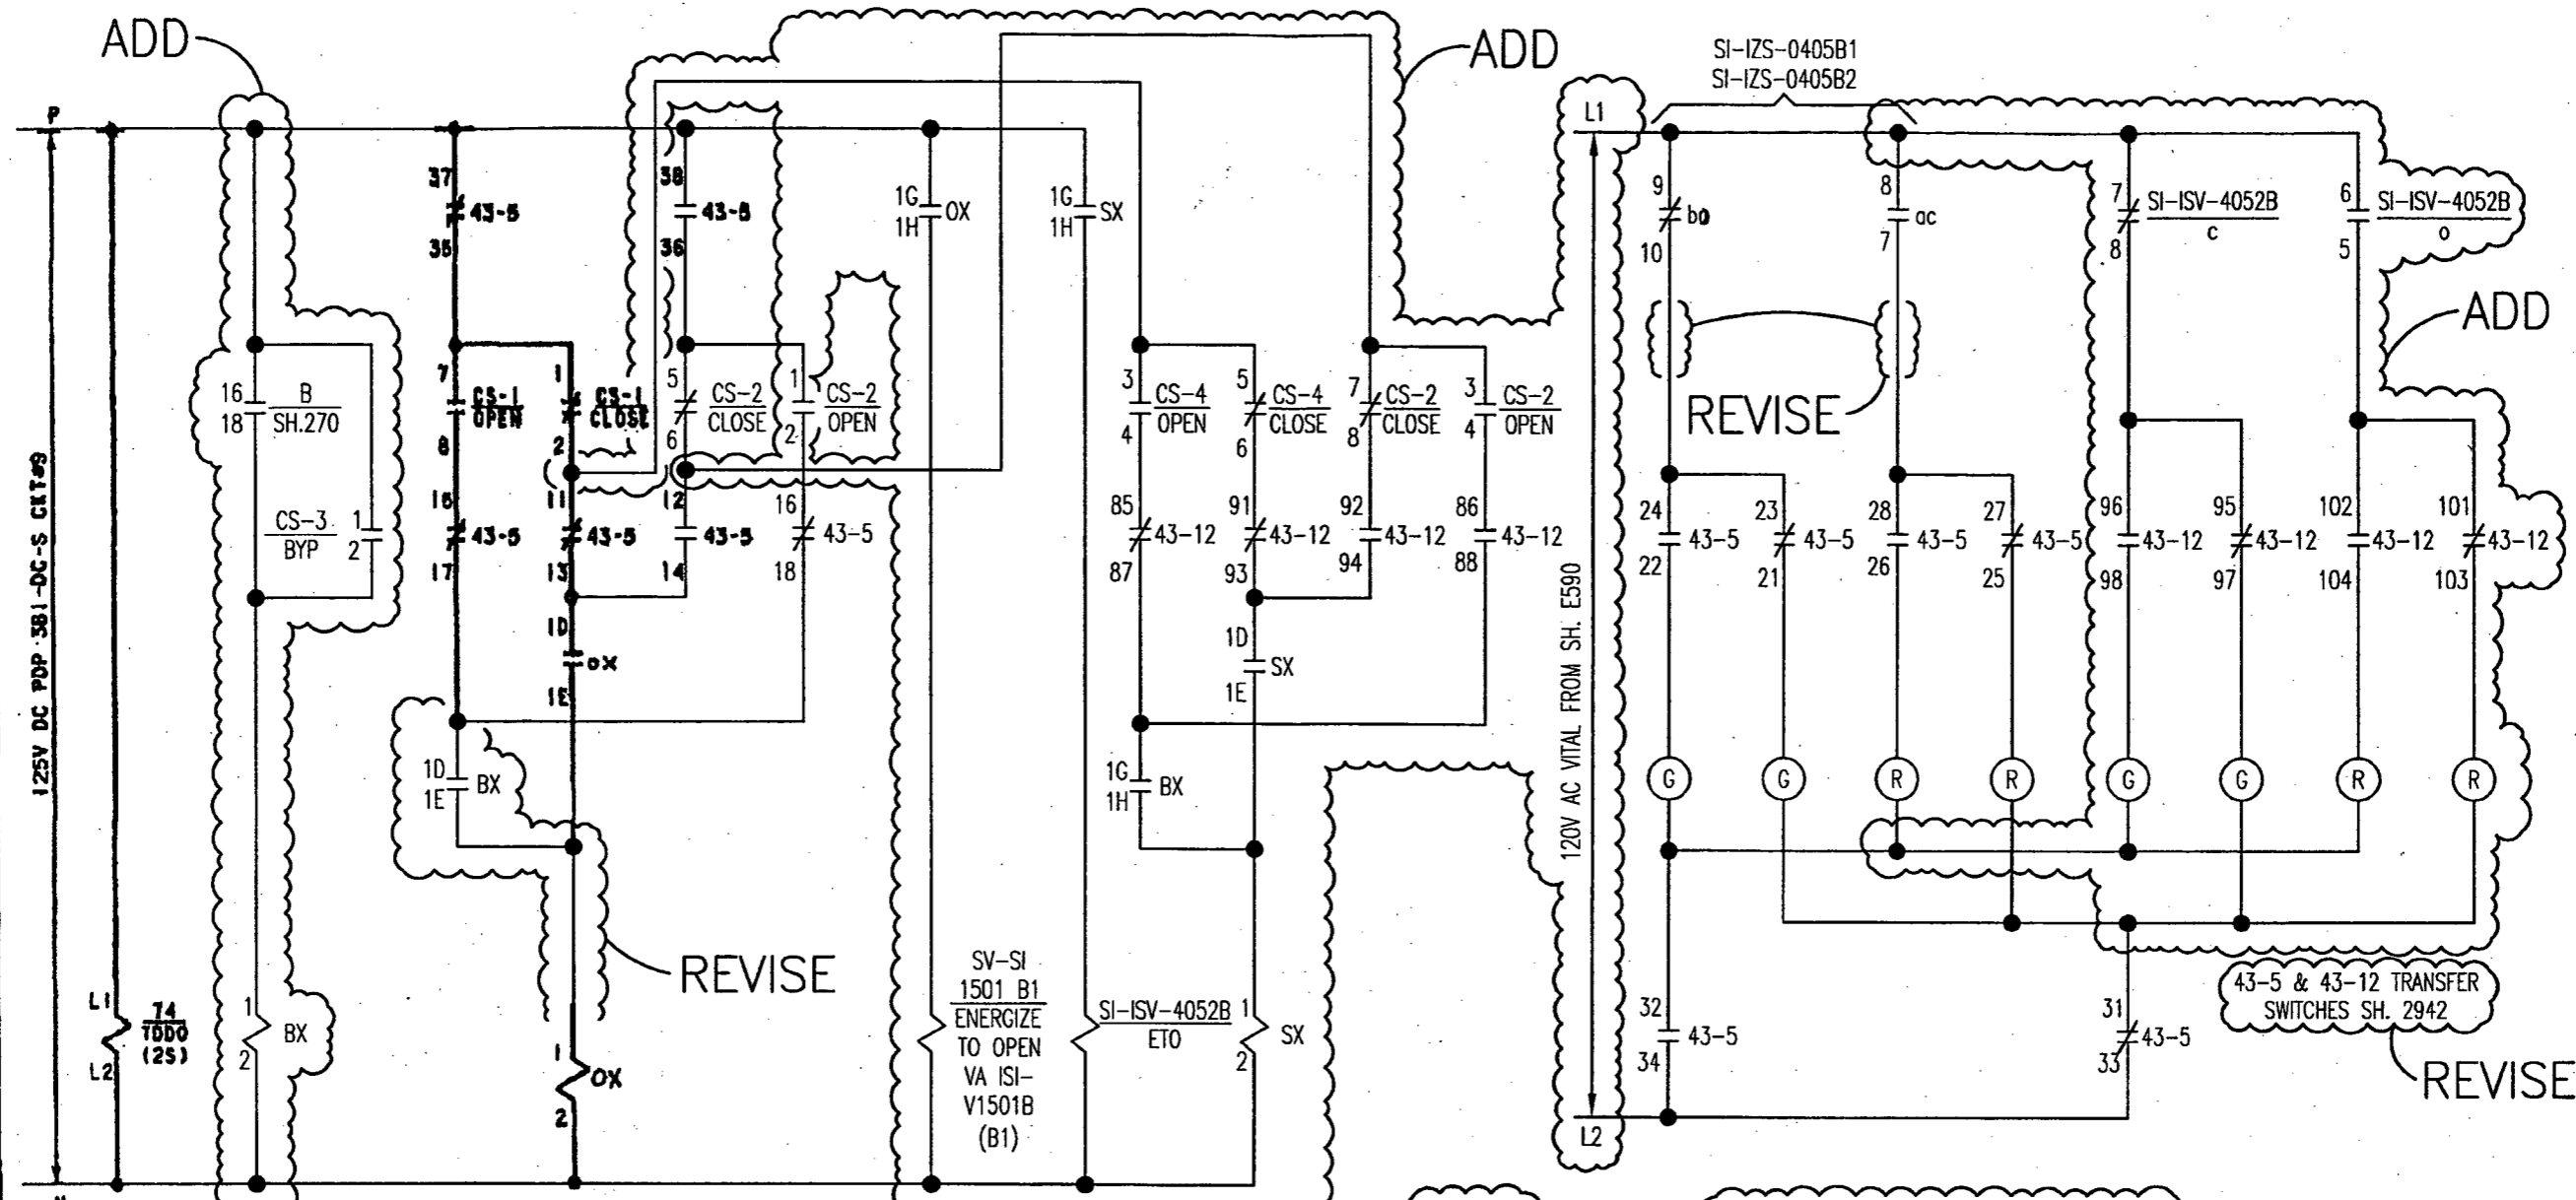 ADD
ADD
SI-IZS-0405B1
SI-IZS-0405B2
P
L1
37
43-5
35
38
43-5
36
1G
1H
OX
1G
1H
SX
9
bo
10
8
ac
7
7
SI-ISV-4052B
c
8
6
SI-ISV-4052B
o
5
ADD
REVISE
16
18
B
SH.270
CS-3
BYP
1
2
7
CS-1
OPEN
8
1
CS-1
CLOSE
2
5
CS-2
CLOSE
6
1
CS-2
OPEN
2
3
CS-4
OPEN
4
5
CS-4
CLOSE
6
7
CS-2
CLOSE
8
3
CS-2
OPEN
4
15
43-5
17
11
43-5
13
12
43-5
14
16
43-5
18
85
43-12
87
91
43-12
93
92
43-12
94
86
43-12
88
24
43-5
22
23
43-5
21
28
43-5
26
27
43-5
25
96
43-12
98
95
43-12
97
102
43-12
104
101
43-12
103
125V DC PDP-3B1-DC-S CKT#9
120V AC VITAL FROM SH. E590
1D
OX
1E
1D
SX
1E
1D
1E
BX
1G
1H
BX
G
G
R
R
G
G
R
R
REVISE
L1
74
TDDO
(2S)
L2
1
BX
2
1
OX
2
SV-SI
1501 B1
ENERGIZE
TO OPEN
VA ISI-
V1501B
(B1)
SI-ISV-4052B
ETO
1
SX
2
32
43-5
34
31
43-5
33
43-5 & 43-12 TRANSFER
SWITCHES SH. 2942
REVISE
L2